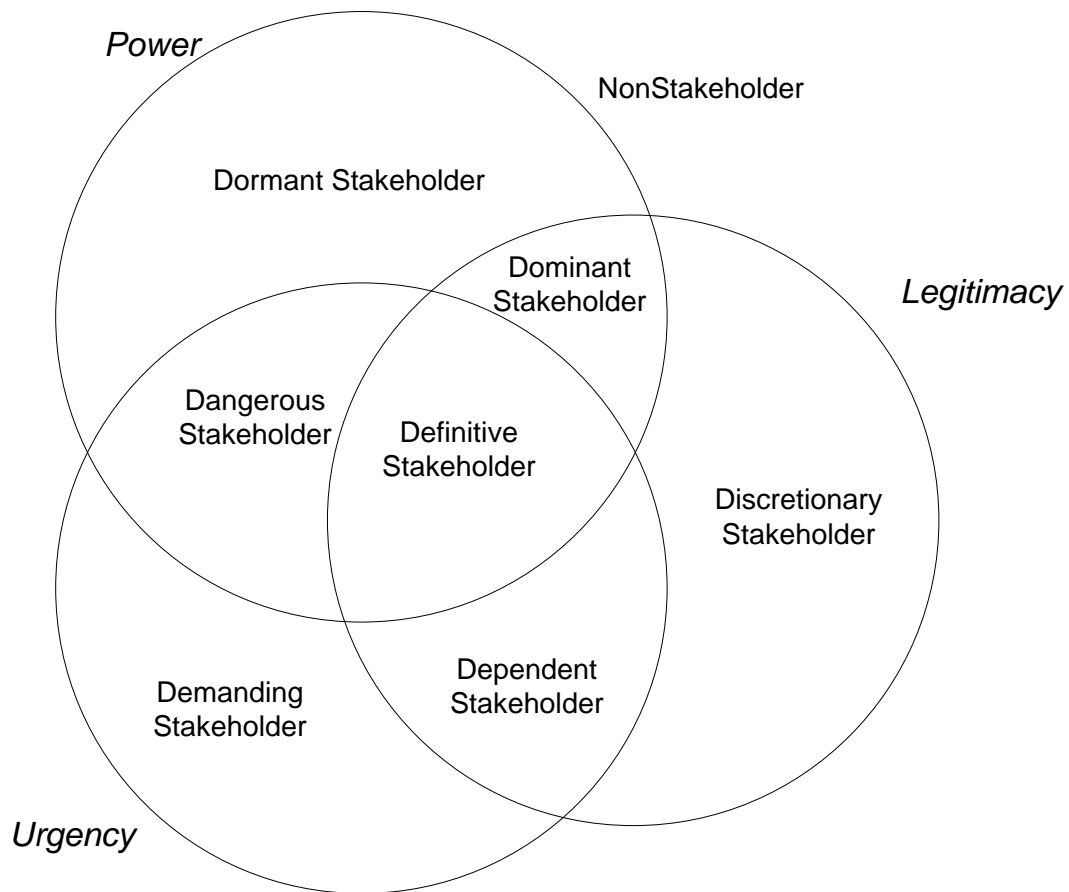 Power
NonStakeholder
Dormant Stakeholder
Dominant
Stakeholder
Legitimacy
Dangerous
Stakeholder
Definitive
Stakeholder
Discretionary
Stakeholder
Dependent
Stakeholder
Demanding
Stakeholder
Urgency